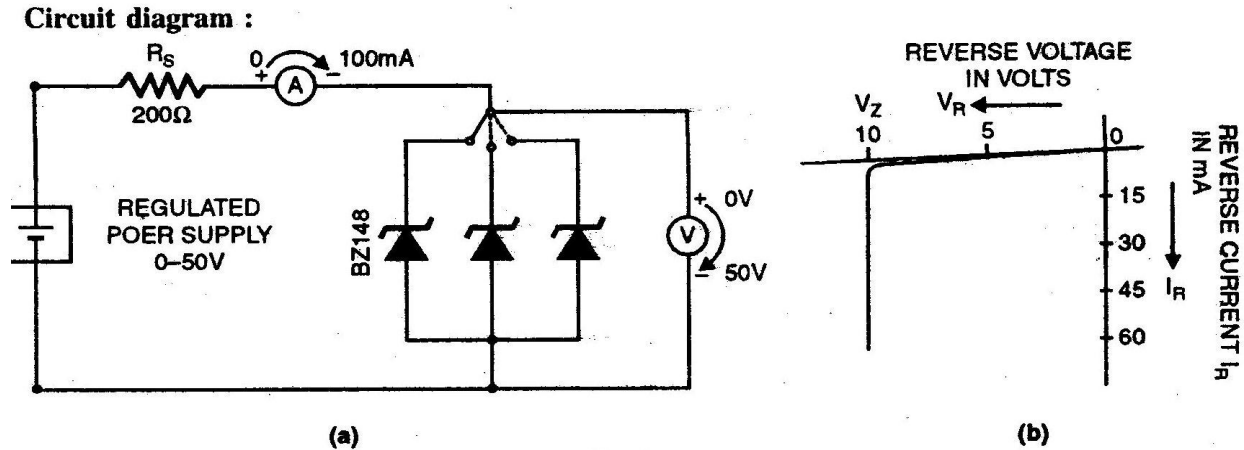 Circuit diagram :
R_S
200Ω
0
+
A
–
100mA
REGULATED
POER SUPPLY
0–50V
BZ148
+
0V
V
–
50V
(a)
REVERSE VOLTAGE
IN VOLTS
V_Z
V_R
10
5
0
15
30
45
60
I_R
REVERSE CURRENT I_R
IN mA
(b)